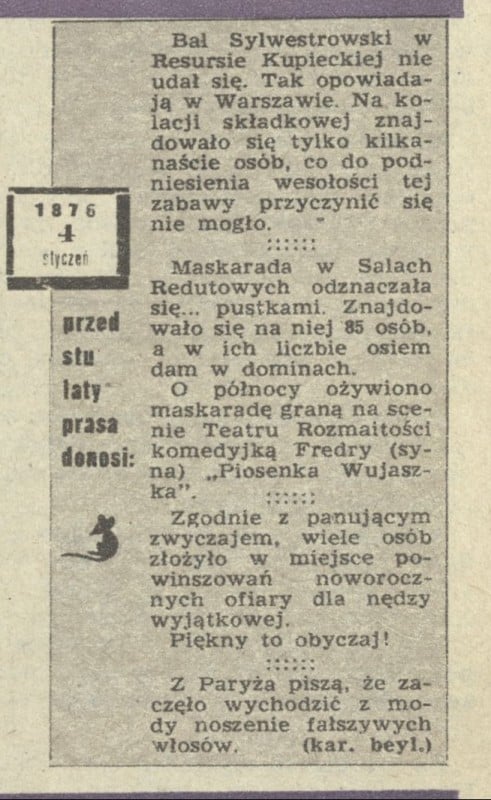 1876
4
styczeń
przed
stu
laty
prasa
donosi:
Bal Sylwestrowski w
Resursie Kupieckiej nie
udał się. Tak opowiada-
ją w Warszawie. Na ko-
lacji składkowej znaj-
dowało się tylko kilka-
naście osób, co do pod-
niesienia wesołości tej
zabawy przyczynić się
nie mogło.
::::::
Maskarada w Salach
Redutowych odznaczała
się... pustkami. Znajdo-
wało się na niej 85 osób,
a w ich liczbie osiem
dam w dominach.
O północy ożywiono
maskaradę graną na sce-
nie Teatru Rozmaitości
komedyjką Fredry (sy-
na) „Piosenka Wujasz-
ka”.
::::::
Zgodnie z panującym
zwyczajem, wiele osób
złożyło w miejsce po-
winszowań noworocz-
nych ofiary dla nędzy
wyjątkowej.
Piękny to obyczaj!
::::::
Z Paryża piszą, że za-
częło wychodzić z mo-
dy noszenie fałszywych
włosów. (kar. beyl.)